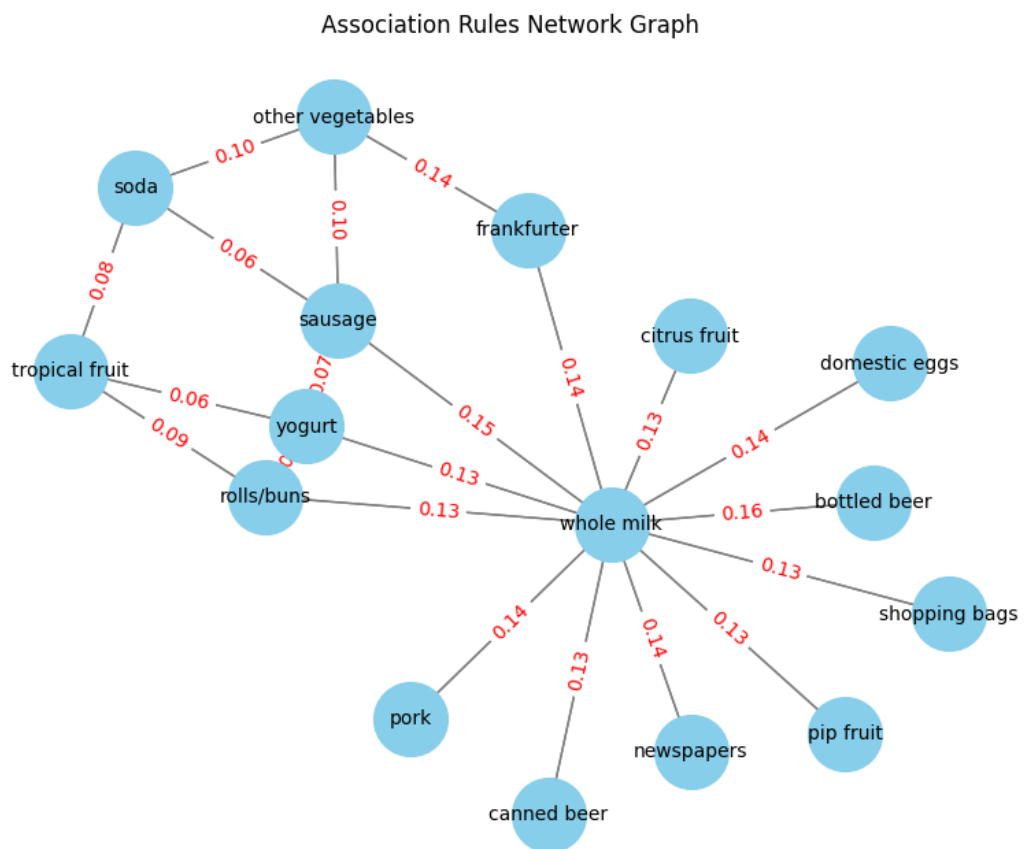 Association Rules Network Graph
other vegetables
0.10
0.14
soda
0.10
frankfurter
0.06
0.08
sausage
citrus fruit
tropical fruit
domestic eggs
0.07
0.14
0.06
0.15
0.09
yogurt
0.13
0.14
0.13
rolls/buns
0.13
whole milk
0.16
bottled beer
0.13
shopping bags
0.14
0.13
0.14
0.13
pork
pip fruit
newspapers
canned beer